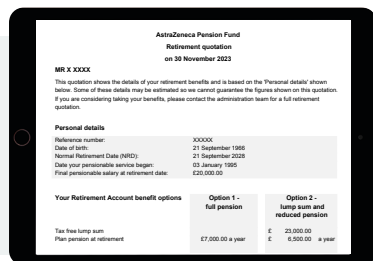 AstraZeneca Pension Fund
Retirement quotation
on 30 November 2023
MR X XXXX
This quotation shows the details of your retirement benefits and is based on the 'Personal details' shown
below. Some of these details may be estimated so we cannot guarantee the figures shown on this quotation.
If you are considering taking your benefits, please contact the administration team for a full retirement
quotation.
Personal details
Reference number: XXXXX
Date of birth: 21 September 1966
Normal Retirement Date (NRD): 21 September 2028
Date your pensionable service began: 03 January 1995
Final pensionable salary at retirement date: £20,000.00
Your Retirement Account benefit options Option 1 - Option 2 -
full pension lump sum and
reduced pension
Tax free lump sum £ 23,000.00
Plan pension at retirement £7,000.00 a year £ 6,500.00 a year